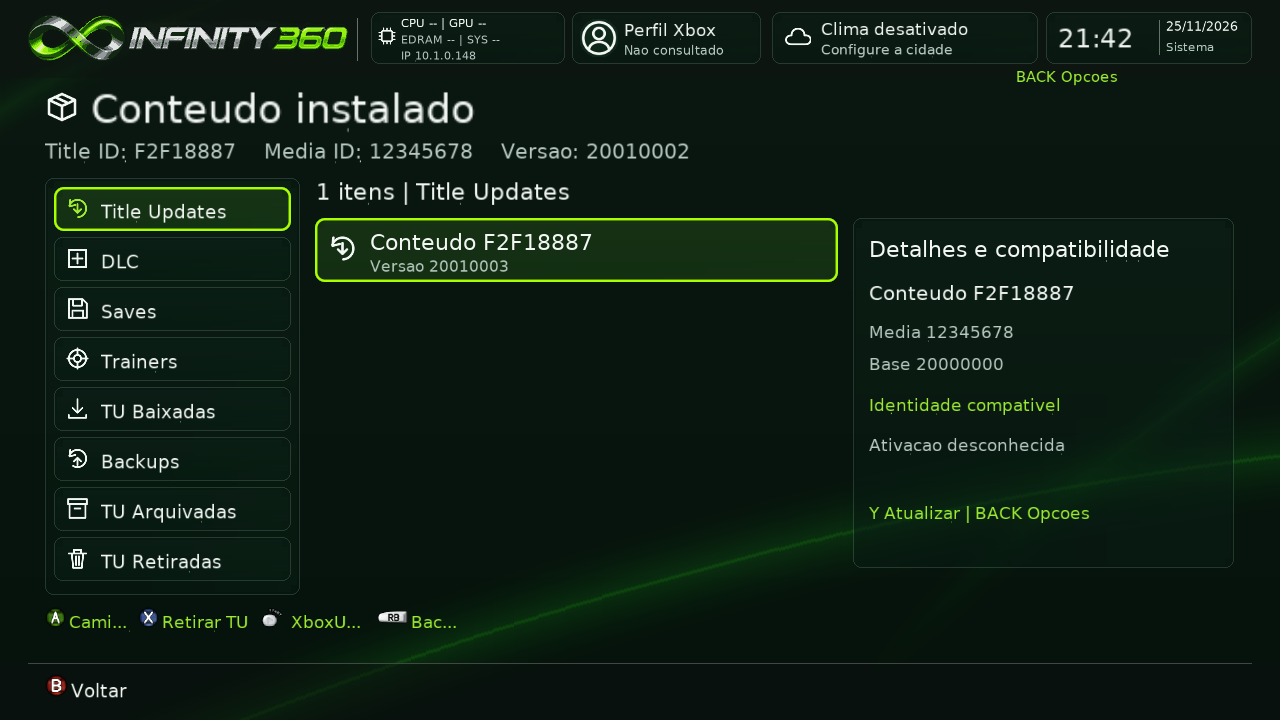 INFINITY 360
CPU -- | GPU --
EDRAM -- | SYS --
IP 10.1.0.148
Perfil Xbox
Nao consultado
Clima desativado
Configure a cidade
21:42
25/11/2026
Sistema
BACK Opcoes
Conteudo instalado
Title ID: F2F18887 Media ID: 12345678 Versao: 20010002
Title Updates
DLC
Saves
Trainers
TU Baixadas
Backups
TU Arquivadas
TU Retiradas
1 itens | Title Updates
Conteudo F2F18887
Versao 20010003
Detalhes e compatibilidade
Conteudo F2F18887
Media 12345678
Base 20000000
Identidade compativel
Ativacao desconhecida
Y Atualizar | BACK Opcoes
A Cami... X Retirar TU XboxU... RB Bac...
B Voltar